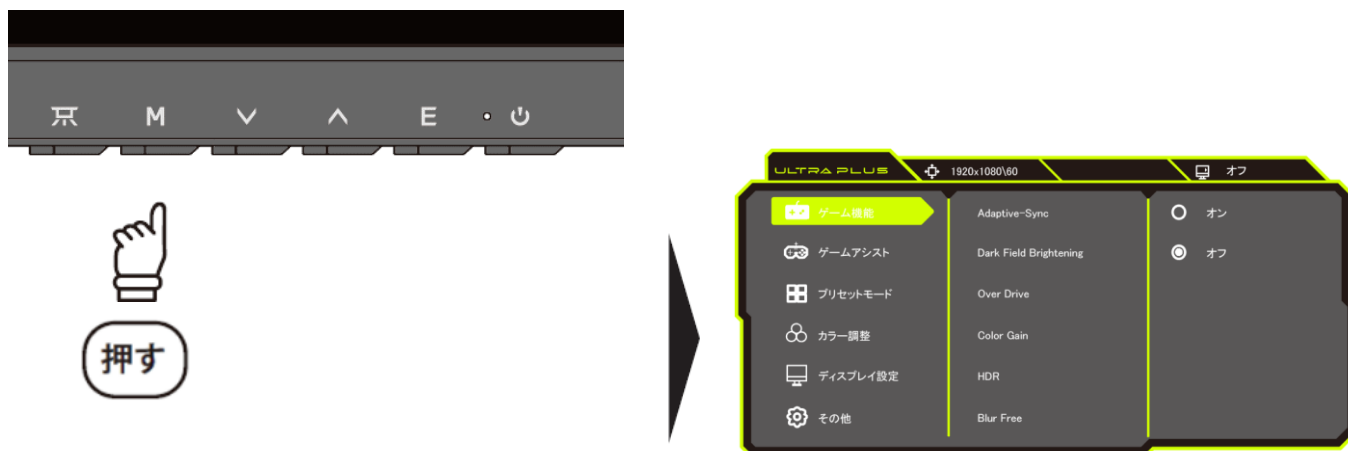 M
E
押す
ULTRA PLUS
1920x1080\60
オフ
ゲーム機能
Adaptive-Sync
オン
ゲームアシスト
Dark Field Brightening
オフ
プリセットモード
Over Drive
カラー調整
Color Gain
ディスプレイ設定
HDR
その他
Blur Free